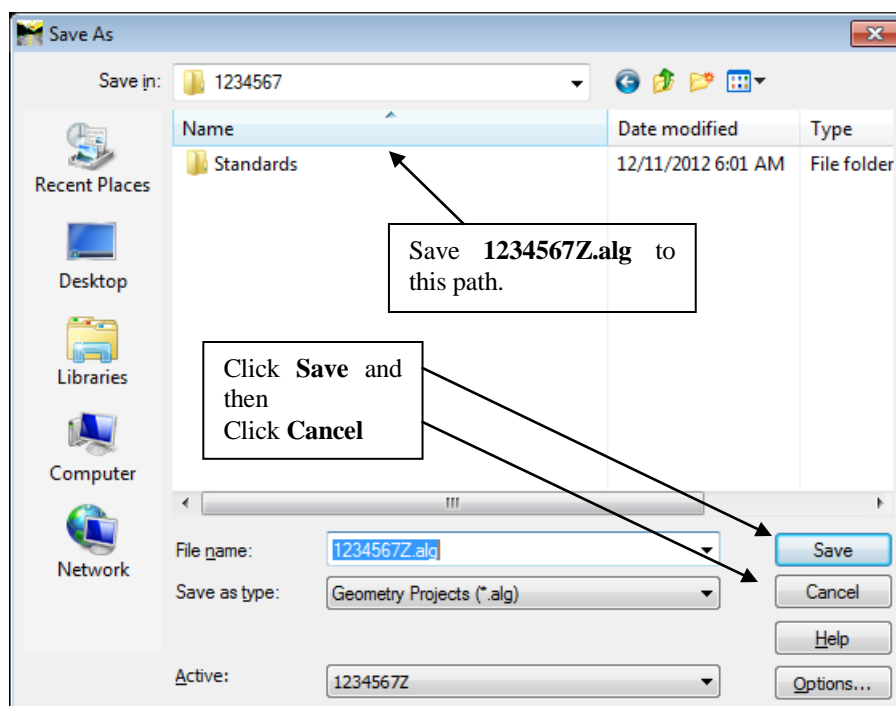 Save As
Save in:
1234567
Name
Date modified
Type
Standards
12/11/2012 6:01 AM
File folder
Recent Places
Desktop
Libraries
Computer
Network
Save 1234567Z.alg to
this path.
Click Save and
then
Click Cancel
File name:
1234567Z.alg
Save
Save as type:
Geometry Projects (*.alg)
Cancel
Help
Active:
1234567Z
Options...